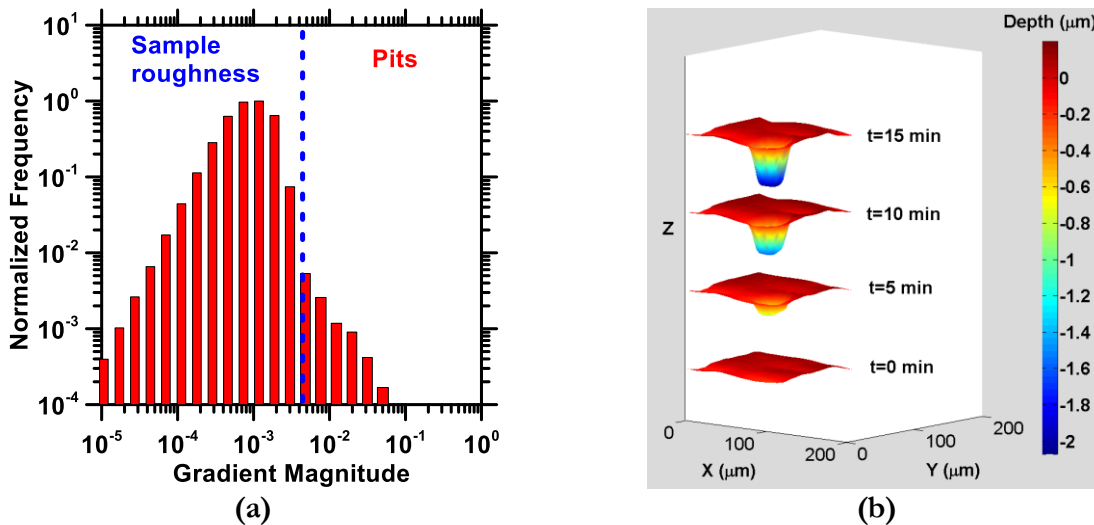 10^1
10^0
10^-1
10^-2
10^-3
10^-4
Normalized Frequency
Sample
roughness
Pits
10^-5 10^-4 10^-3 10^-2 10^-1 10^0
Gradient Magnitude
(a)
Depth (μm)
0
-0.2
-0.4
-0.6
-0.8
-1
-1.2
-1.4
-1.6
-1.8
-2
t=15 min
t=10 min
t=5 min
t=0 min
Z
0 100 200
X (μm)
0 100 200
Y (μm)
(b)